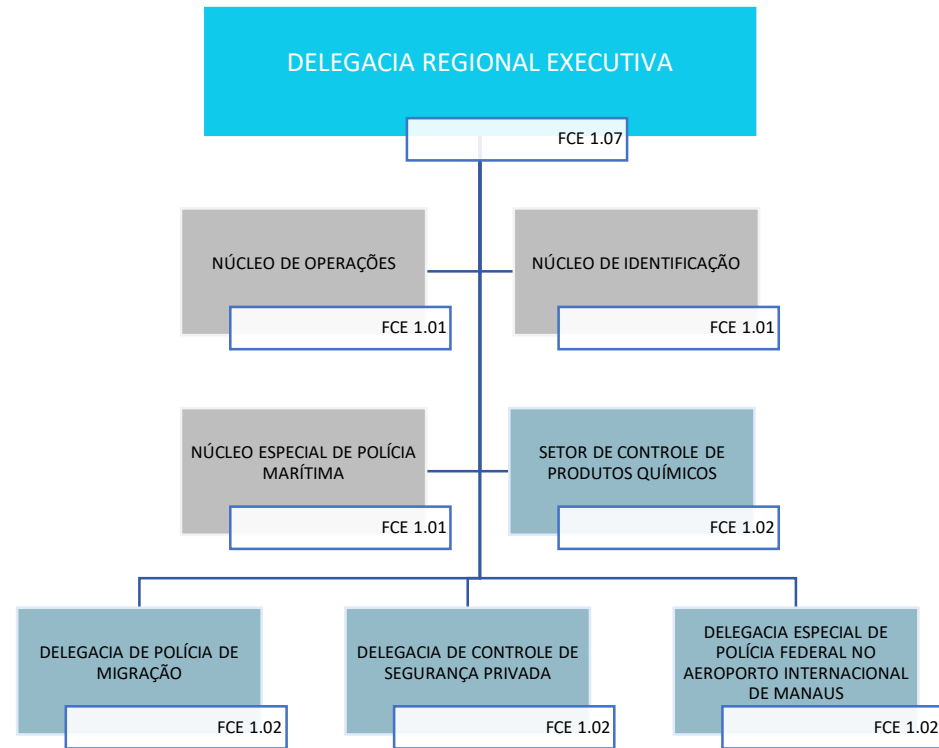 DELEGACIA REGIONAL EXECUTIVA
FCE 1.07
NÚCLEO DE OPERAÇÕES
FCE 1.01
NÚCLEO DE IDENTIFICAÇÃO
FCE 1.01
NÚCLEO ESPECIAL DE POLÍCIA
MARÍTIMA
FCE 1.01
SETOR DE CONTROLE DE
PRODUTOS QUÍMICOS
FCE 1.02
DELEGACIA DE POLÍCIA DE
MIGRAÇÃO
FCE 1.02
DELEGACIA DE CONTROLE DE
SEGURANÇA PRIVADA
FCE 1.02
DELEGACIA ESPECIAL DE
POLÍCIA FEDERAL NO
AEROPORTO INTERNACIONAL
DE MANAUS
FCE 1.02